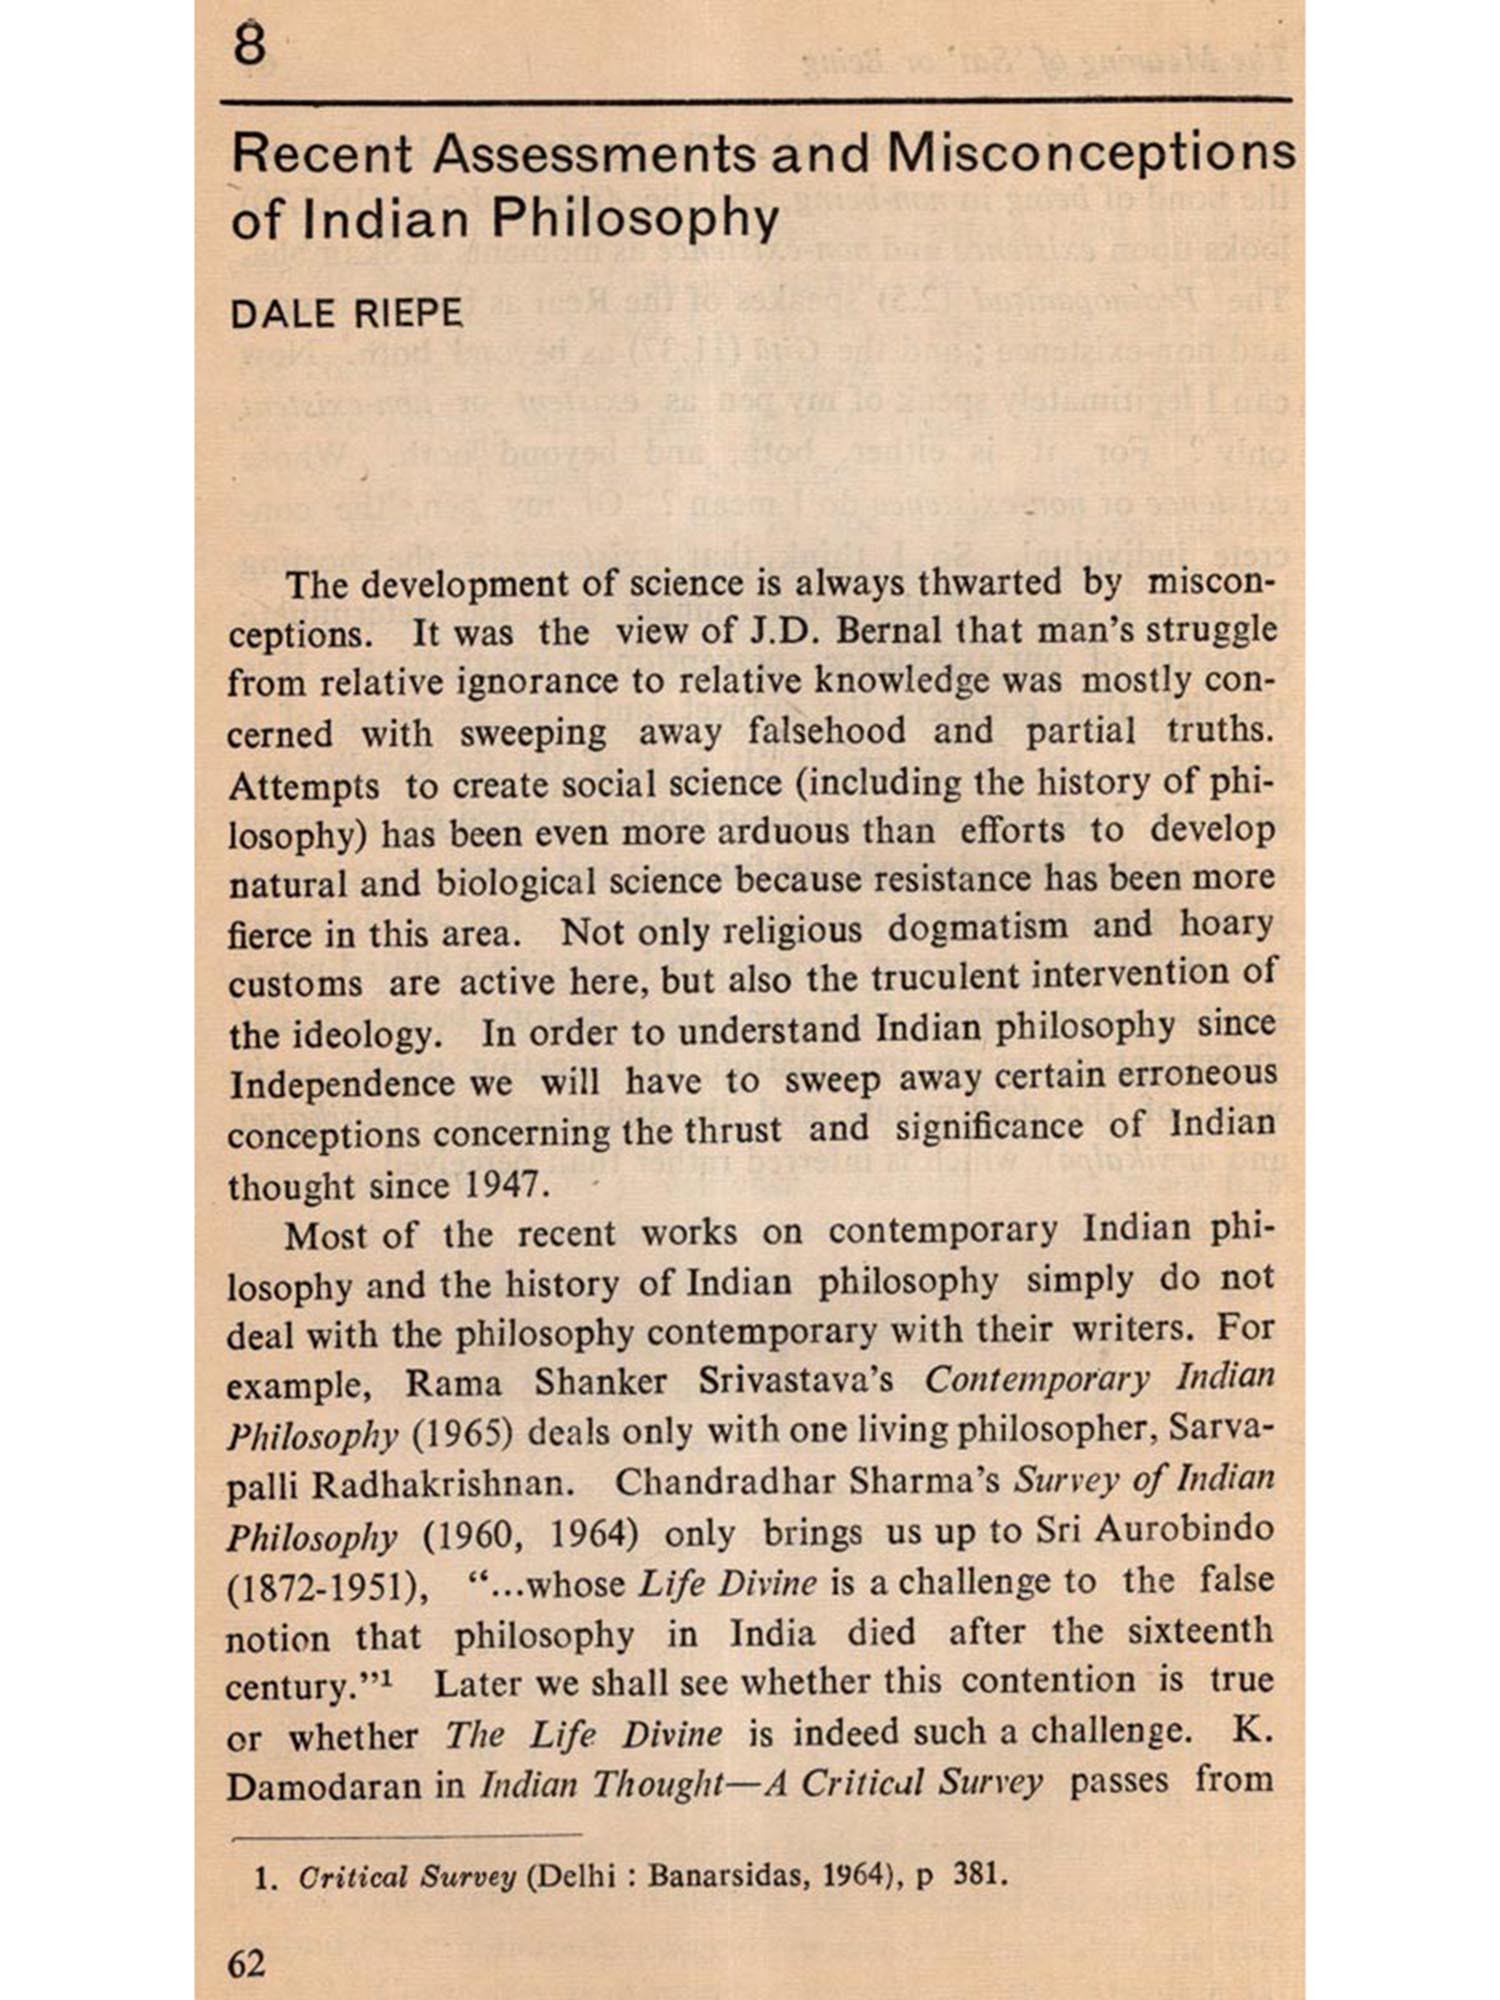 8
Recent Assessments and Misconceptions
of Indian Philosophy
DALE RIEPE
The development of science is always thwarted by miscon-
ceptions. It was the view of J.D. Bernal that man's struggle
from relative ignorance to relative knowledge was mostly con-
cerned with sweeping away falsehood and partial truths.
Attempts to create social science (including the history of phi-
losophy) has been even more arduous than efforts to develop
natural and biological science because resistance has been more
fierce in this area. Not only religious dogmatism and hoary
customs are active here, but also the truculent intervention of
the ideology. In order to understand Indian philosophy since
Independence we will have to sweep away certain erroneous
conceptions concerning the thrust and significance of Indian
thought since 1947.
Most of the recent works on contemporary Indian phi-
losophy and the history of Indian philosophy simply do not
deal with the philosophy contemporary with their writers. For
example, Rama Shanker Srivastava's Contemporary Indian
Philosophy (1965) deals only with one living philosopher, Sarva-
palli Radhakrishnan. Chandradhar Sharma's Survey of Indian
Philosophy (1960, 1964) only brings us up to Sri Aurobindo
(1872-1951), "...whose Life Divine is a challenge to the false
notion that philosophy in India died after the sixteenth
century."1 Later we shall see whether this contention is true
or whether The Life Divine is indeed such a challenge. K.
Damodaran in Indian Thought—A Critical Survey passes from
1. Critical Survey (Delhi : Banarsidas, 1964), p 381.
62